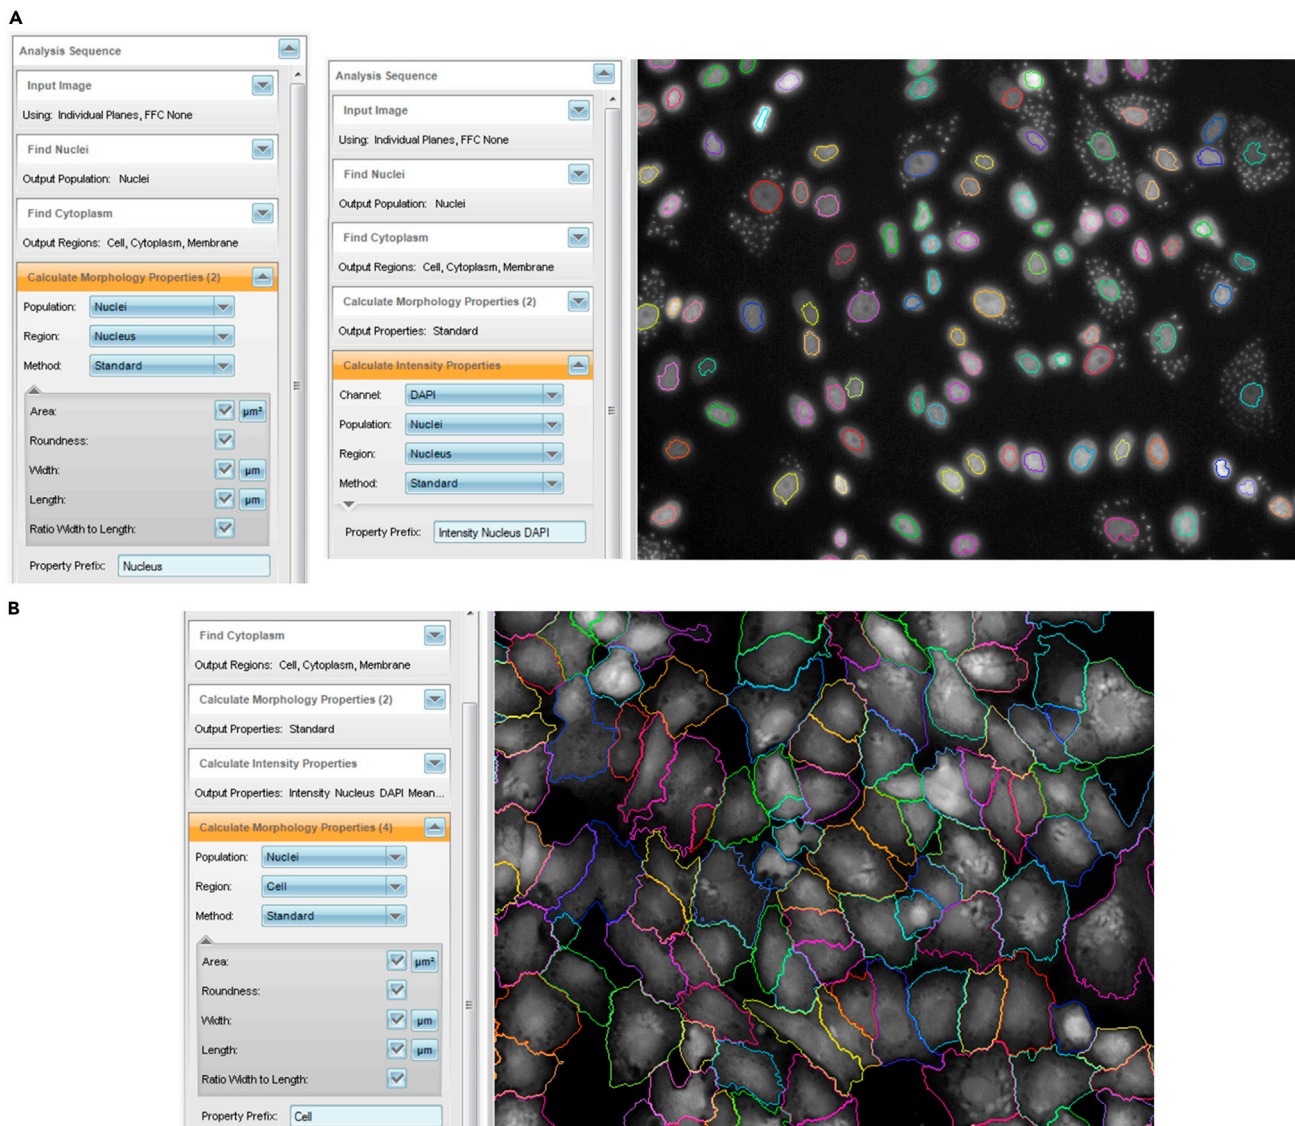 A
Analysis Sequence
Input Image
Using: Individual Planes, FFC None
Find Nuclei
Output Population: Nuclei
Find Cytoplasm
Output Regions: Cell, Cytoplasm, Membrane
Calculate Morphology Properties (2)
Population: Nuclei
Region: Nucleus
Method: Standard
Area: µm²
Roundness:
Width: µm
Length: µm
Ratio Width to Length:
Property Prefix: Nucleus
Analysis Sequence
Input Image
Using: Individual Planes, FFC None
Find Nuclei
Output Population: Nuclei
Find Cytoplasm
Output Regions: Cell, Cytoplasm, Membrane
Calculate Morphology Properties (2)
Output Properties: Standard
Calculate Intensity Properties
Channel: DAPI
Population: Nuclei
Region: Nucleus
Method: Standard
Property Prefix: Intensity Nucleus DAPI
B
Find Cytoplasm
Output Regions: Cell, Cytoplasm, Membrane
Calculate Morphology Properties (2)
Output Properties: Standard
Calculate Intensity Properties
Output Properties: Intensity Nucleus DAPI Mean...
Calculate Morphology Properties (4)
Population: Nuclei
Region: Cell
Method: Standard
Area: µm²
Roundness:
Width: µm
Length: µm
Ratio Width to Length:
Property Prefix: Cell